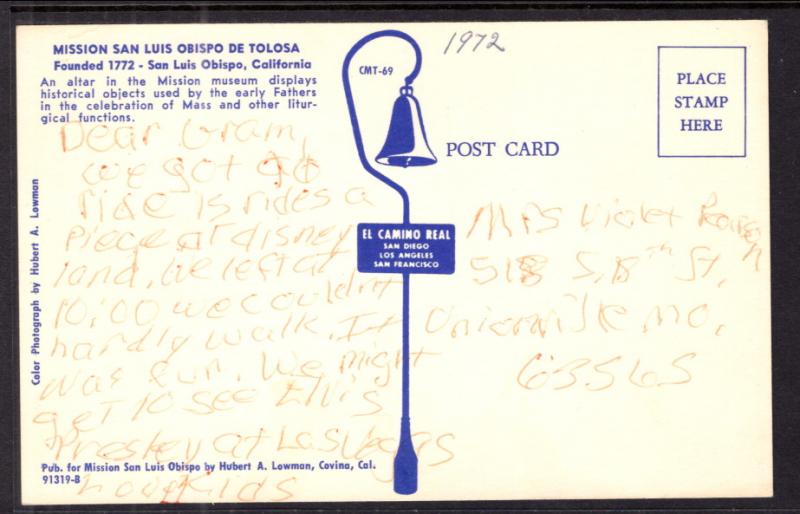 MISSION SAN LUIS OBISPO DE TOLOSA
Founded 1772 - San Luis Obispo, California
An altar in the Mission museum displays
historical objects used by the early Fathers
in the celebration of Mass and other litur-
gical functions.
1972
CMT-69
POST CARD
PLACE
STAMP
HERE
EL CAMINO REAL
SAN DIEGO
LOS ANGELES
SAN FRANCISCO
Color Photograph by Hubert A. Lowman
Dear Gram,
we got to
ride 15 rides a
piece at disney
land, we left at
10:00 we couldn't
hardly walk. It
was fun. We might
get to see Elvis
Presley at Las Vegas
Love Kids
Mrs Violet
518 S. 18th St.
Unionville Mo.
63565
Pub. for Mission San Luis Obispo by Hubert A. Lowman, Covina, Cal.
91319-B